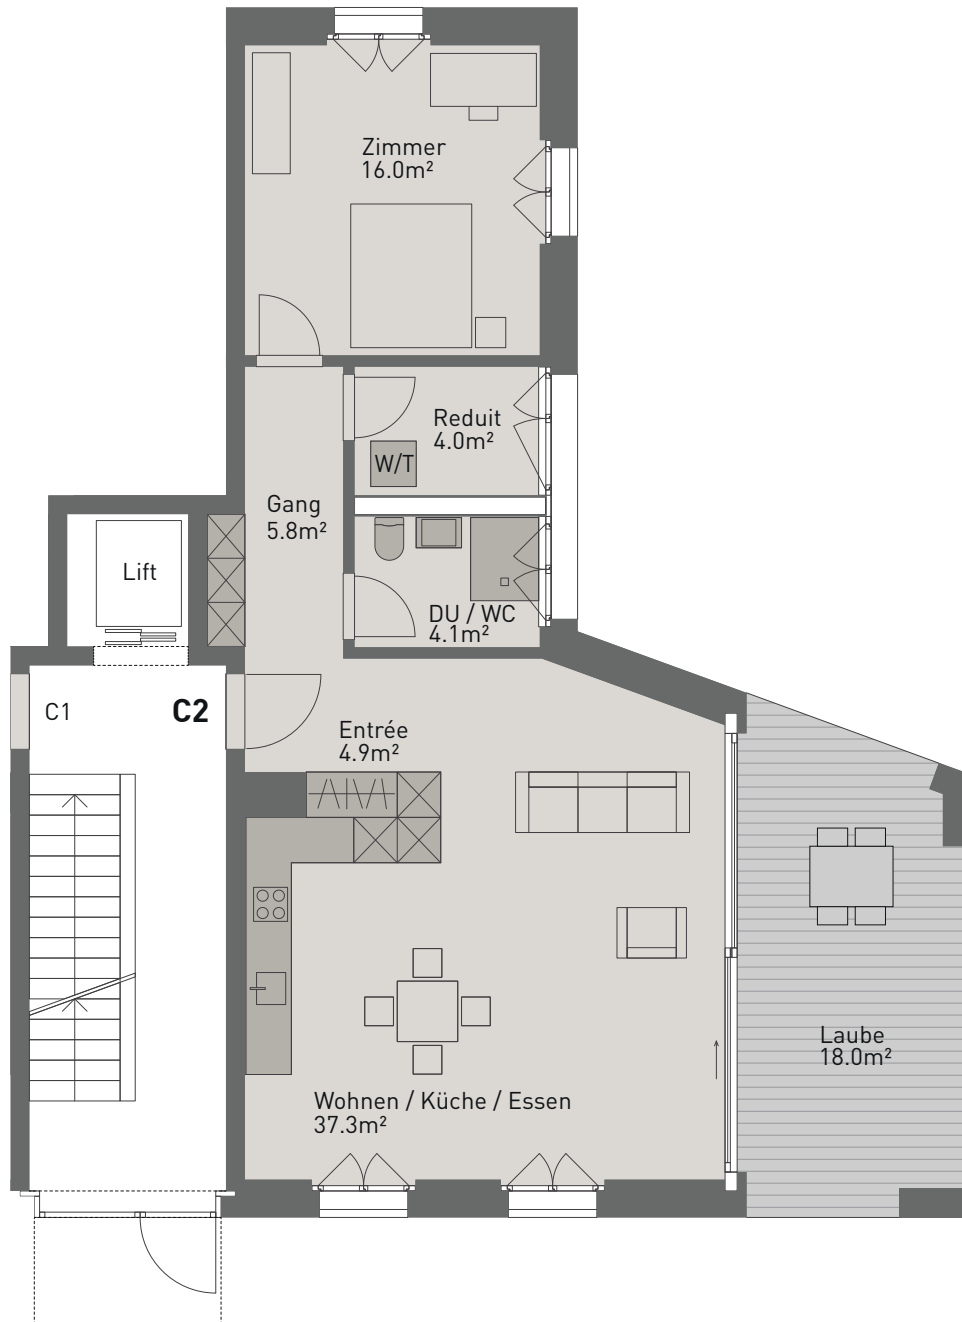 Zimmer
16.0m²
Reduit
4.0m²
W/T
Gang
5.8m²
Lift
DU / WC
4.1m²
C1
C2
Entrée
4.9m²
Laube
18.0m²
Wohnen / Küche / Essen
37.3m²